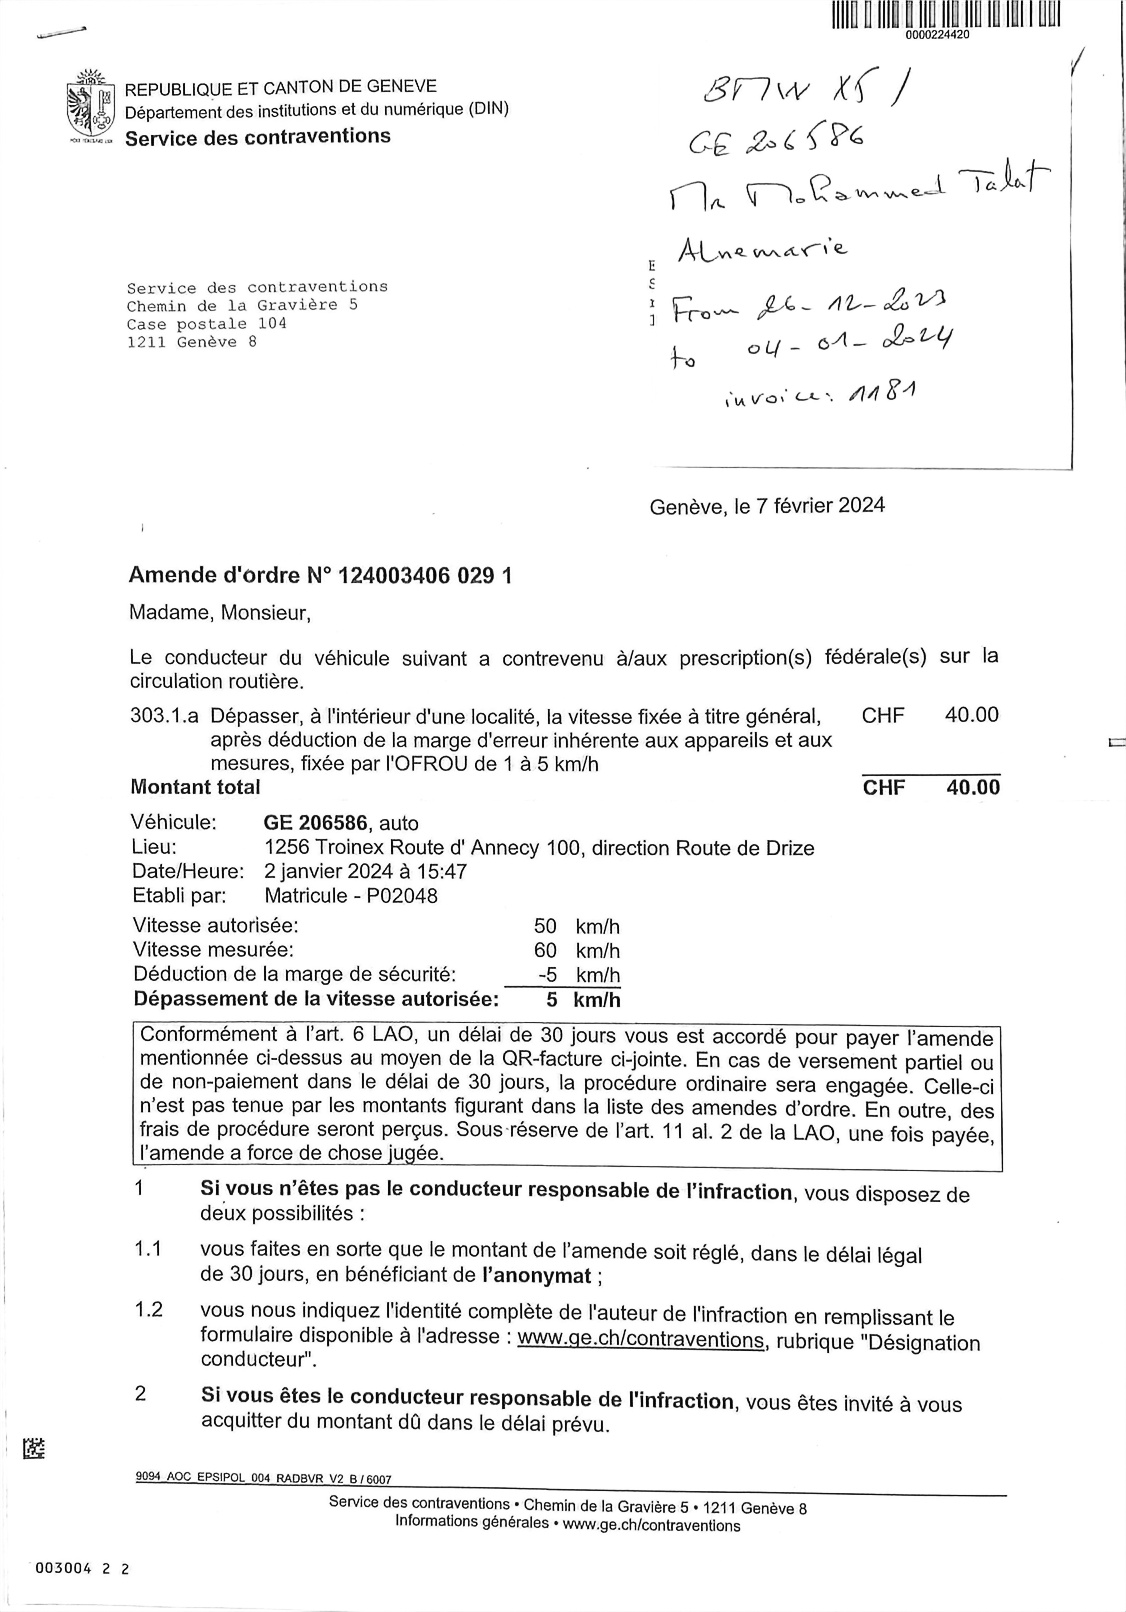 0000224420
REPUBLIQUE ET CANTON DE GENEVE
Département des institutions et du numérique (DIN)
Service des contraventions
BMW X5 /
GE 206586
Mr Mohammed Talat
Alnemarie
From 26-12-2023
to 04-01-2024
invoice: 1181
Service des contraventions
Chemin de la Gravière 5
Case postale 104
1211 Genève 8
Genève, le 7 février 2024
Amende d'ordre N° 124003406 029 1
Madame, Monsieur,
Le conducteur du véhicule suivant a contrevenu à/aux prescription(s) fédérale(s) sur la
circulation routière.
303.1.a Dépasser, à l'intérieur d'une localité, la vitesse fixée à titre général, CHF 40.00
après déduction de la marge d'erreur inhérente aux appareils et aux
mesures, fixée par l'OFROU de 1 à 5 km/h
Montant total CHF 40.00
Véhicule: GE 206586, auto
Lieu: 1256 Troinex Route d' Annecy 100, direction Route de Drize
Date/Heure: 2 janvier 2024 à 15:47
Etabli par: Matricule - P02048
Vitesse autorisée: 50 km/h
Vitesse mesurée: 60 km/h
Déduction de la marge de sécurité: -5 km/h
Dépassement de la vitesse autorisée: 5 km/h
Conformément à l'art. 6 LAO, un délai de 30 jours vous est accordé pour payer l'amende
mentionnée ci-dessus au moyen de la QR-facture ci-jointe. En cas de versement partiel ou
de non-paiement dans le délai de 30 jours, la procédure ordinaire sera engagée. Celle-ci
n'est pas tenue par les montants figurant dans la liste des amendes d'ordre. En outre, des
frais de procédure seront perçus. Sous réserve de l'art. 11 al. 2 de la LAO, une fois payée,
l'amende a force de chose jugée.
1 Si vous n'êtes pas le conducteur responsable de l'infraction, vous disposez de
deux possibilités :
1.1 vous faites en sorte que le montant de l'amende soit réglé, dans le délai légal
de 30 jours, en bénéficiant de l'anonymat ;
1.2 vous nous indiquez l'identité complète de l'auteur de l'infraction en remplissant le
formulaire disponible à l'adresse : www.ge.ch/contraventions, rubrique "Désignation
conducteur".
2 Si vous êtes le conducteur responsable de l'infraction, vous êtes invité à vous
acquitter du montant dû dans le délai prévu.
9094 AOC EPSIPOL 004 RADBVR V2 B / 6007
Service des contraventions • Chemin de la Gravière 5 • 1211 Genève 8
Informations générales • www.ge.ch/contraventions
003004 2 2